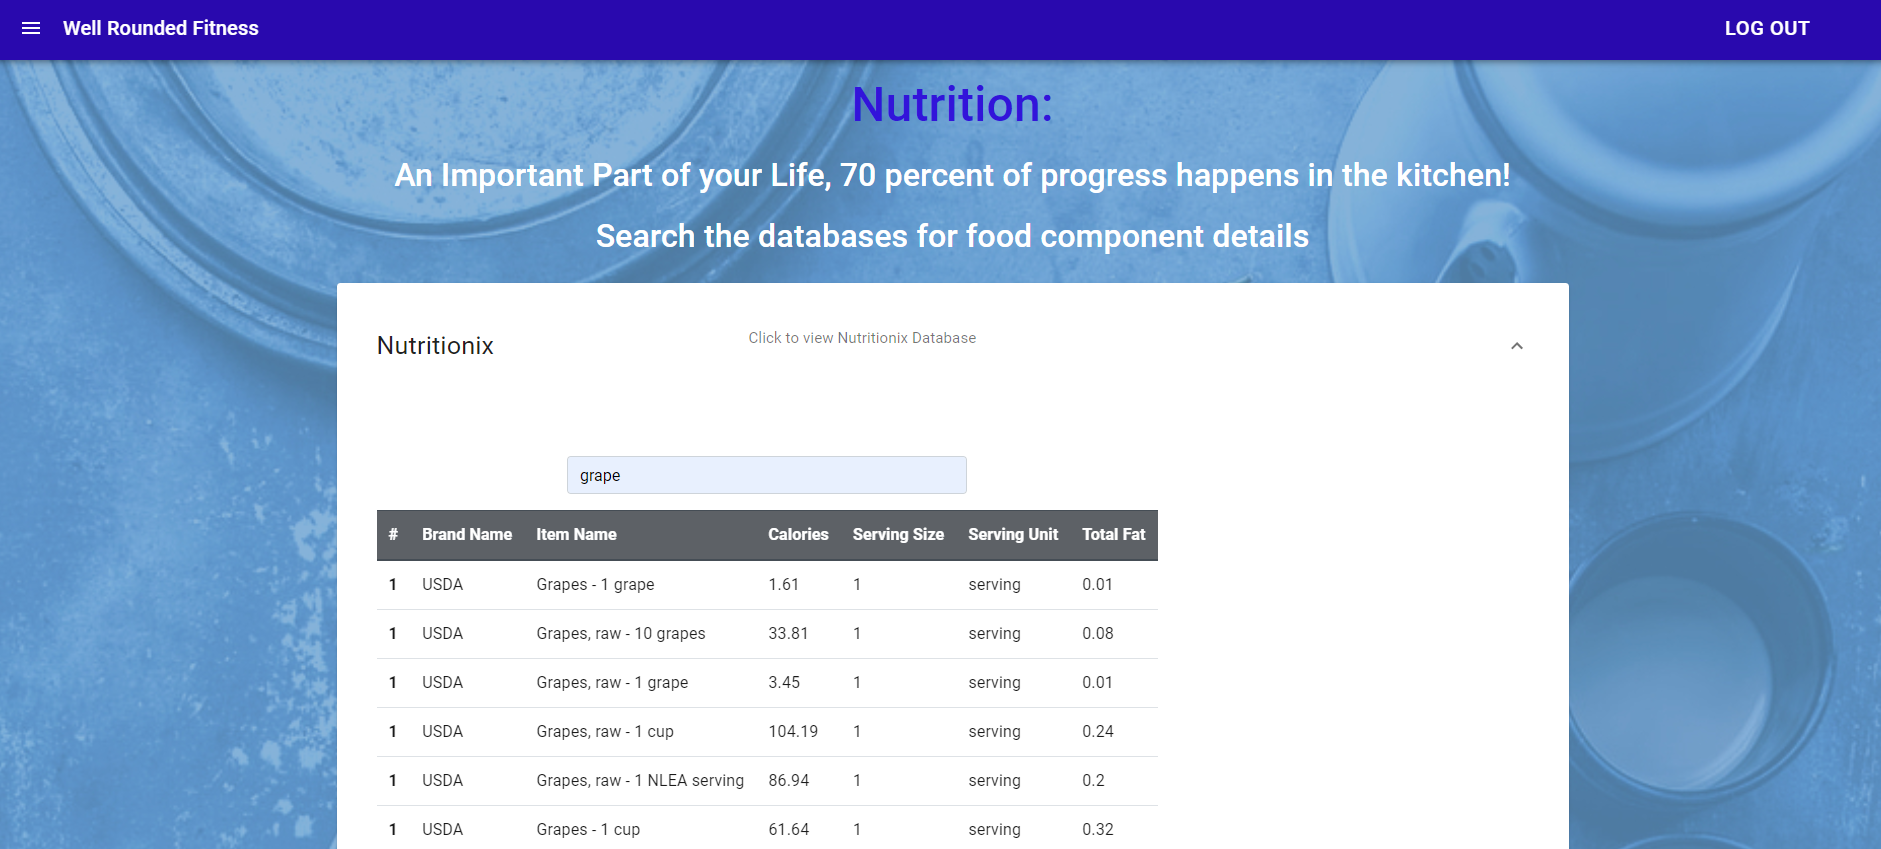 Well Rounded Fitness LOG OUT
Nutrition:
An Important Part of your Life, 70 percent of progress happens in the kitchen!
Search the databases for food component details
Nutritionix Click to view Nutritionix Database
grape
# Brand Name Item Name Calories Serving Size Serving Unit Total Fat
1 USDA Grapes - 1 grape 1.61 1 serving 0.01
1 USDA Grapes, raw - 10 grapes 33.81 1 serving 0.08
1 USDA Grapes, raw - 1 grape 3.45 1 serving 0.01
1 USDA Grapes, raw - 1 cup 104.19 1 serving 0.24
1 USDA Grapes, raw - 1 NLEA serving 86.94 1 serving 0.2
1 USDA Grapes - 1 cup 61.64 1 serving 0.32